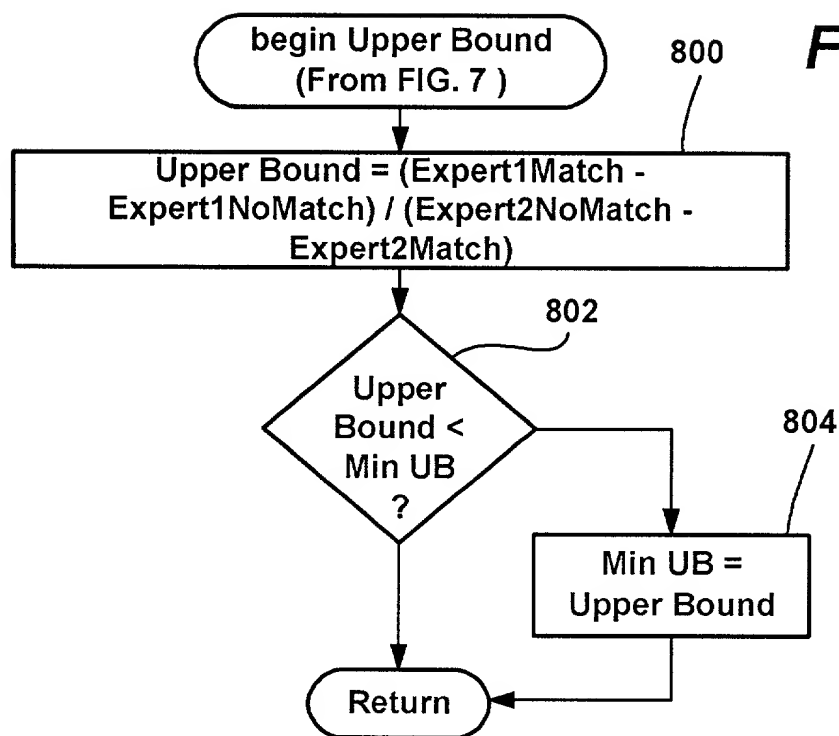 begin Upper Bound
(From FIG. 7 )
F
800
Upper Bound = (Expert1Match -
Expert1NoMatch) / (Expert2NoMatch -
Expert2Match)
802
Upper
Bound <
Min UB
?
804
Min UB =
Upper Bound
Return